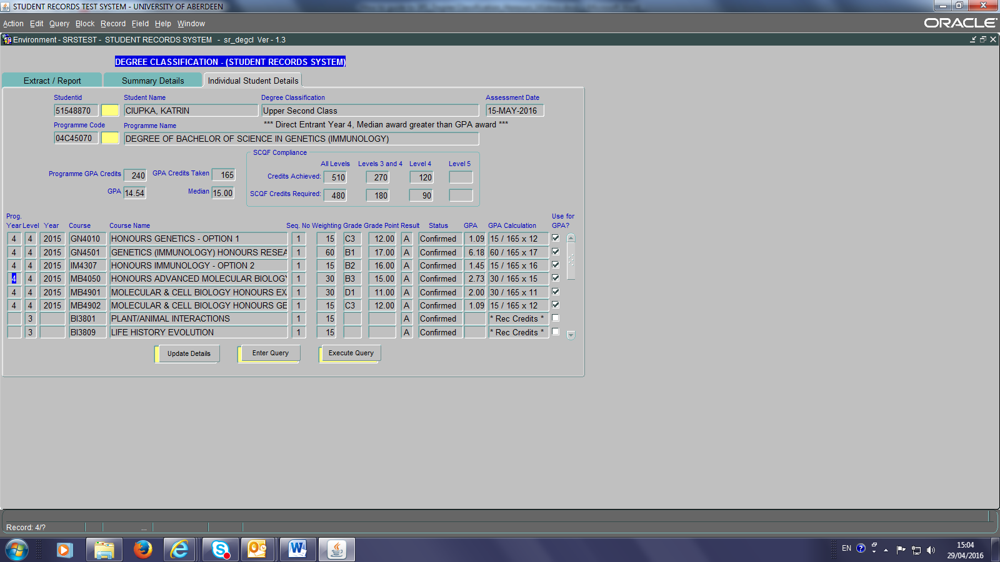 STUDENT RECORDS TEST SYSTEM - UNIVERSITY OF ABERDEEN
Action Edit Query Block Record Field Help Window
ORACLE
Environment - SRSTEST - STUDENT RECORDS SYSTEM - sr_degcl Ver - 1.3
DEGREE CLASSIFICATION - (STUDENT RECORDS SYSTEM)
Extract / Report Summary Details Individual Student Details
Studentid Student Name Degree Classification Assessment Date
51548870 CIUPKA, KATRIN Upper Second Class 15-MAY-2016
Programme Code Programme Name *** Direct Entrant Year 4, Median award greater than GPA award ***
04C45070 DEGREE OF BACHELOR OF SCIENCE IN GENETICS (IMMUNOLOGY)
SCQF Compliance
All Levels Levels 3 and 4 Level 4 Level 5
Programme GPA Credits 240 GPA Credits Taken 165 Credits Achieved: 510 270 120
GPA 14.54 Median 15.00 SCQF Credits Required: 480 180 90
Prog. Use for
Year Level Year Course Course Name Seq. No Weighting Grade Grade Point Result Status GPA GPA Calculation GPA?
4 4 2015 GN4010 HONOURS GENETICS - OPTION 1 1 15 C3 12.00 A Confirmed 1.09 15 / 165 x 12
4 4 2015 GN4501 GENETICS (IMMUNOLOGY) HONOURS RESEA 1 60 B1 17.00 A Confirmed 6.18 60 / 165 x 17
4 4 2015 IM4307 HONOURS IMMUNOLOGY - OPTION 2 1 15 B2 16.00 A Confirmed 1.45 15 / 165 x 16
4 4 2015 MB4050 HONOURS ADVANCED MOLECULAR BIOLOGY 1 30 B3 15.00 A Confirmed 2.73 30 / 165 x 15
4 4 2015 MB4901 MOLECULAR & CELL BIOLOGY HONOURS EX 1 30 D1 11.00 A Confirmed 2.00 30 / 165 x 11
4 4 2015 MB4902 MOLECULAR & CELL BIOLOGY HONOURS GE 1 15 C3 12.00 A Confirmed 1.09 15 / 165 x 12
3 BI3801 PLANT/ANIMAL INTERACTIONS 1 15 A Confirmed * Rec Credits *
3 BI3809 LIFE HISTORY EVOLUTION 1 15 A Confirmed * Rec Credits *
Update Details Enter Query Execute Query
Record: 4/? ...
EN 15:04
29/04/2016